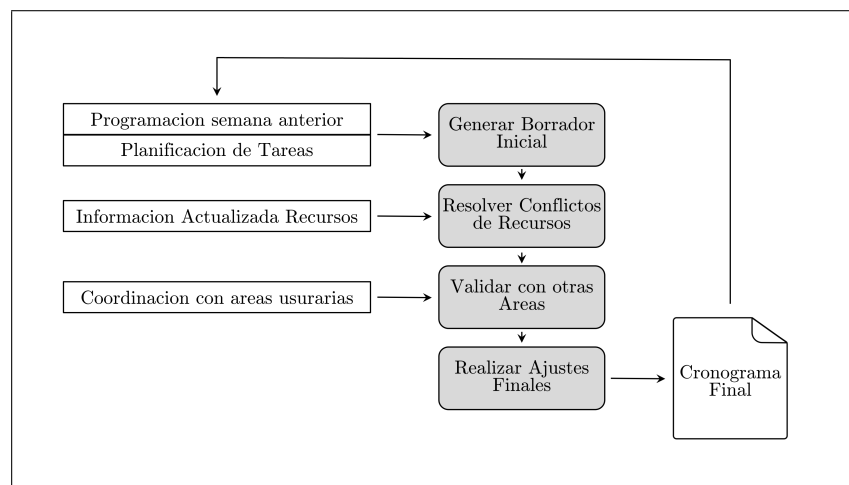 Programacion semana anterior
Planificacion de Tareas
Generar Borrador
Inicial
Informacion Actualizada Recursos
Resolver Conflictos
de Recursos
Coordinacion con areas usurarias
Validar con otras
Areas
Realizar Ajustes
Finales
Cronograma
Final